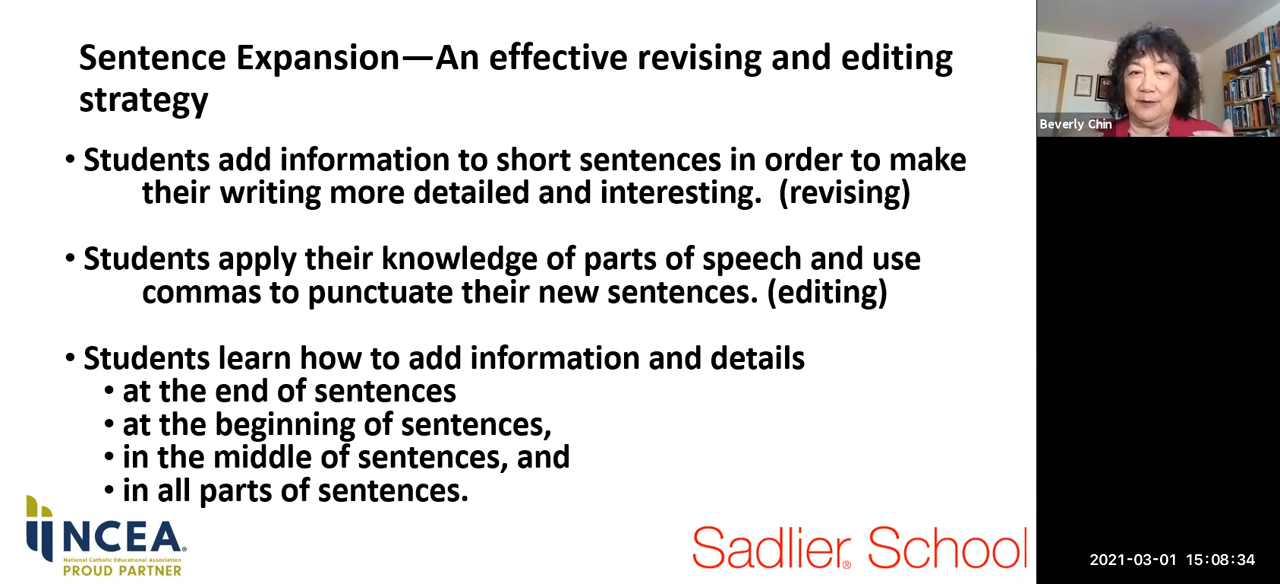 Sentence Expansion—An effective revising and editing
strategy
• Students add information to short sentences in order to make
their writing more detailed and interesting.  (revising)
• Students apply their knowledge of parts of speech and use
commas to punctuate their new sentences. (editing)
• Students learn how to add information and details
• at the end of sentences
• at the beginning of sentences,
• in the middle of sentences, and
• in all parts of sentences.
NCEA®
National Catholic Educational Association
PROUD PARTNER
Sadlier® School
Beverly Chin
2021-03-01 15:08:34